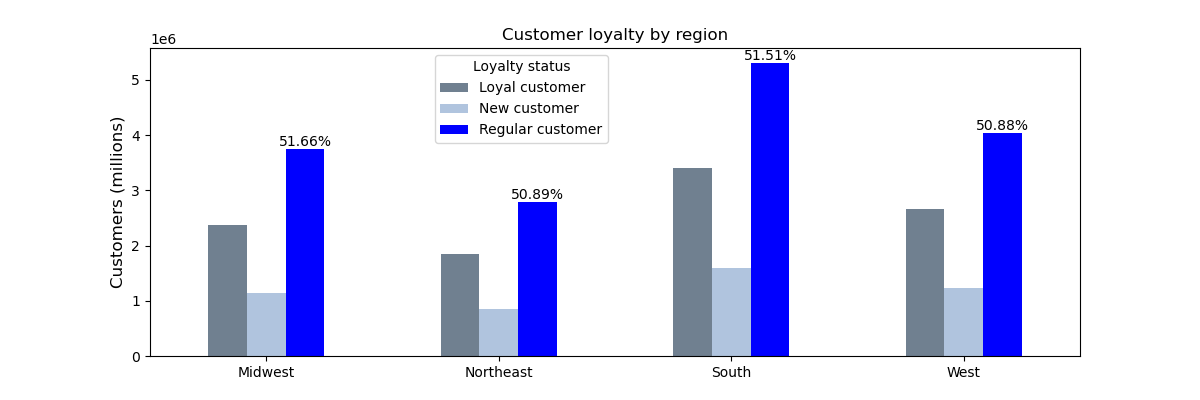 Customer loyalty by region
1e6
Customers (millions)
5
4
3
2
1
0
Loyalty status
Loyal customer
New customer
Regular customer
51.66%
50.89%
51.51%
50.88%
Midwest
Northeast
South
West